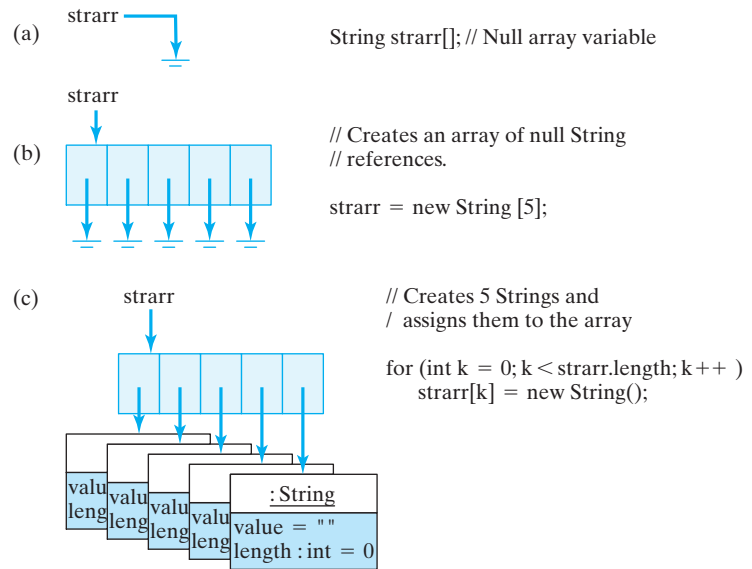 (a)
strarr
String strarr[]; // Null array variable
strarr
(b)
// Creates an array of null String
// references.
strarr = new String [5];
(c)
strarr
// Creates 5 Strings and
/ assigns them to the array
for (int k = 0; k < strarr.length; k++ )
strarr[k] = new String();
valu
leng
valu
leng
valu
leng
valu
leng
: String
value = " "
length : int = 0